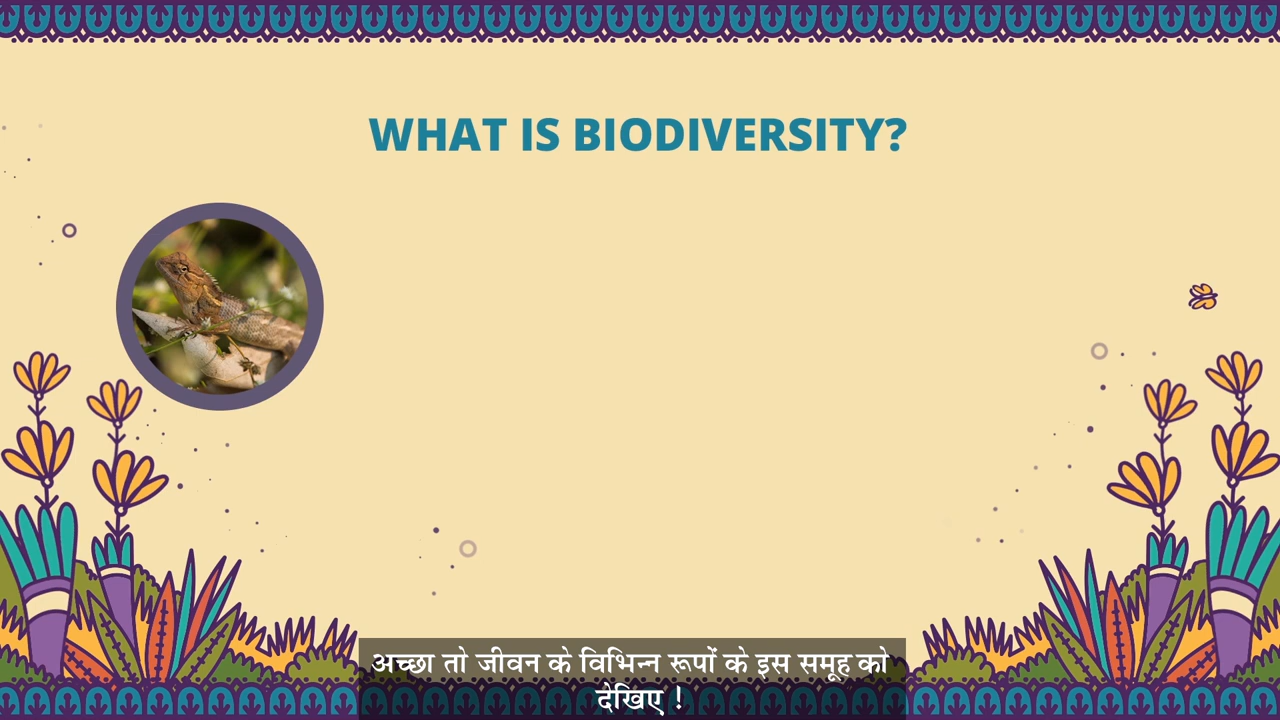 WHAT IS BIODIVERSITY?
अच्छा तो जीवन के विभिन्न रूपों के इस समूह को
देखिए !